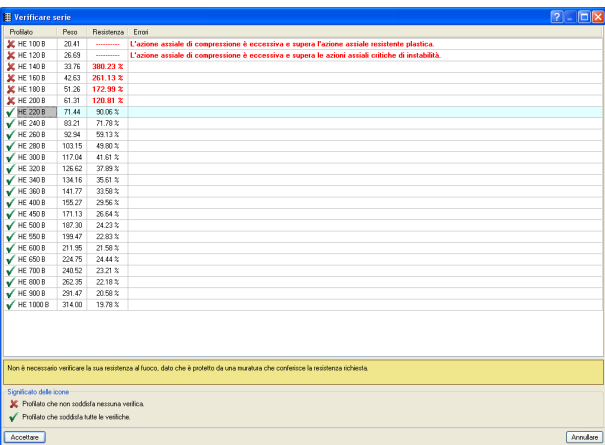 Verificare serie
Profilato Peso Resistenza Errori
HE 100 B 20.41 ---------- L'azione assiale di compressione è eccessiva e supera l'azione assiale resistente plastica.
HE 120 B 26.69 ---------- L'azione assiale di compressione è eccessiva e supera le azioni assiali critiche di instabilità.
HE 140 B 33.76 380.23 %
HE 160 B 42.63 261.13 %
HE 180 B 51.26 172.99 %
HE 200 B 61.31 120.81 %
HE 220 B 71.44 90.06 %
HE 240 B 83.21 71.78 %
HE 260 B 92.94 59.13 %
HE 280 B 103.15 49.80 %
HE 300 B 117.04 41.61 %
HE 320 B 126.62 37.89 %
HE 340 B 134.16 35.61 %
HE 360 B 141.77 33.58 %
HE 400 B 155.27 29.56 %
HE 450 B 171.13 26.64 %
HE 500 B 187.30 24.23 %
HE 550 B 199.47 22.83 %
HE 600 B 211.95 21.58 %
HE 650 B 224.75 24.44 %
HE 700 B 240.52 23.21 %
HE 800 B 262.35 22.18 %
HE 900 B 291.47 20.58 %
HE 1000 B 314.00 19.78 %
Non è necessario verificare la sua resistenza al fuoco, dato che è protetto da una muratura che conferisce la resistenza richiesta.
Significato delle icone
Profilato che non soddisfa nessuna verifica.
Profilato che soddisfa tutte le verifiche.
Accettare Annullare